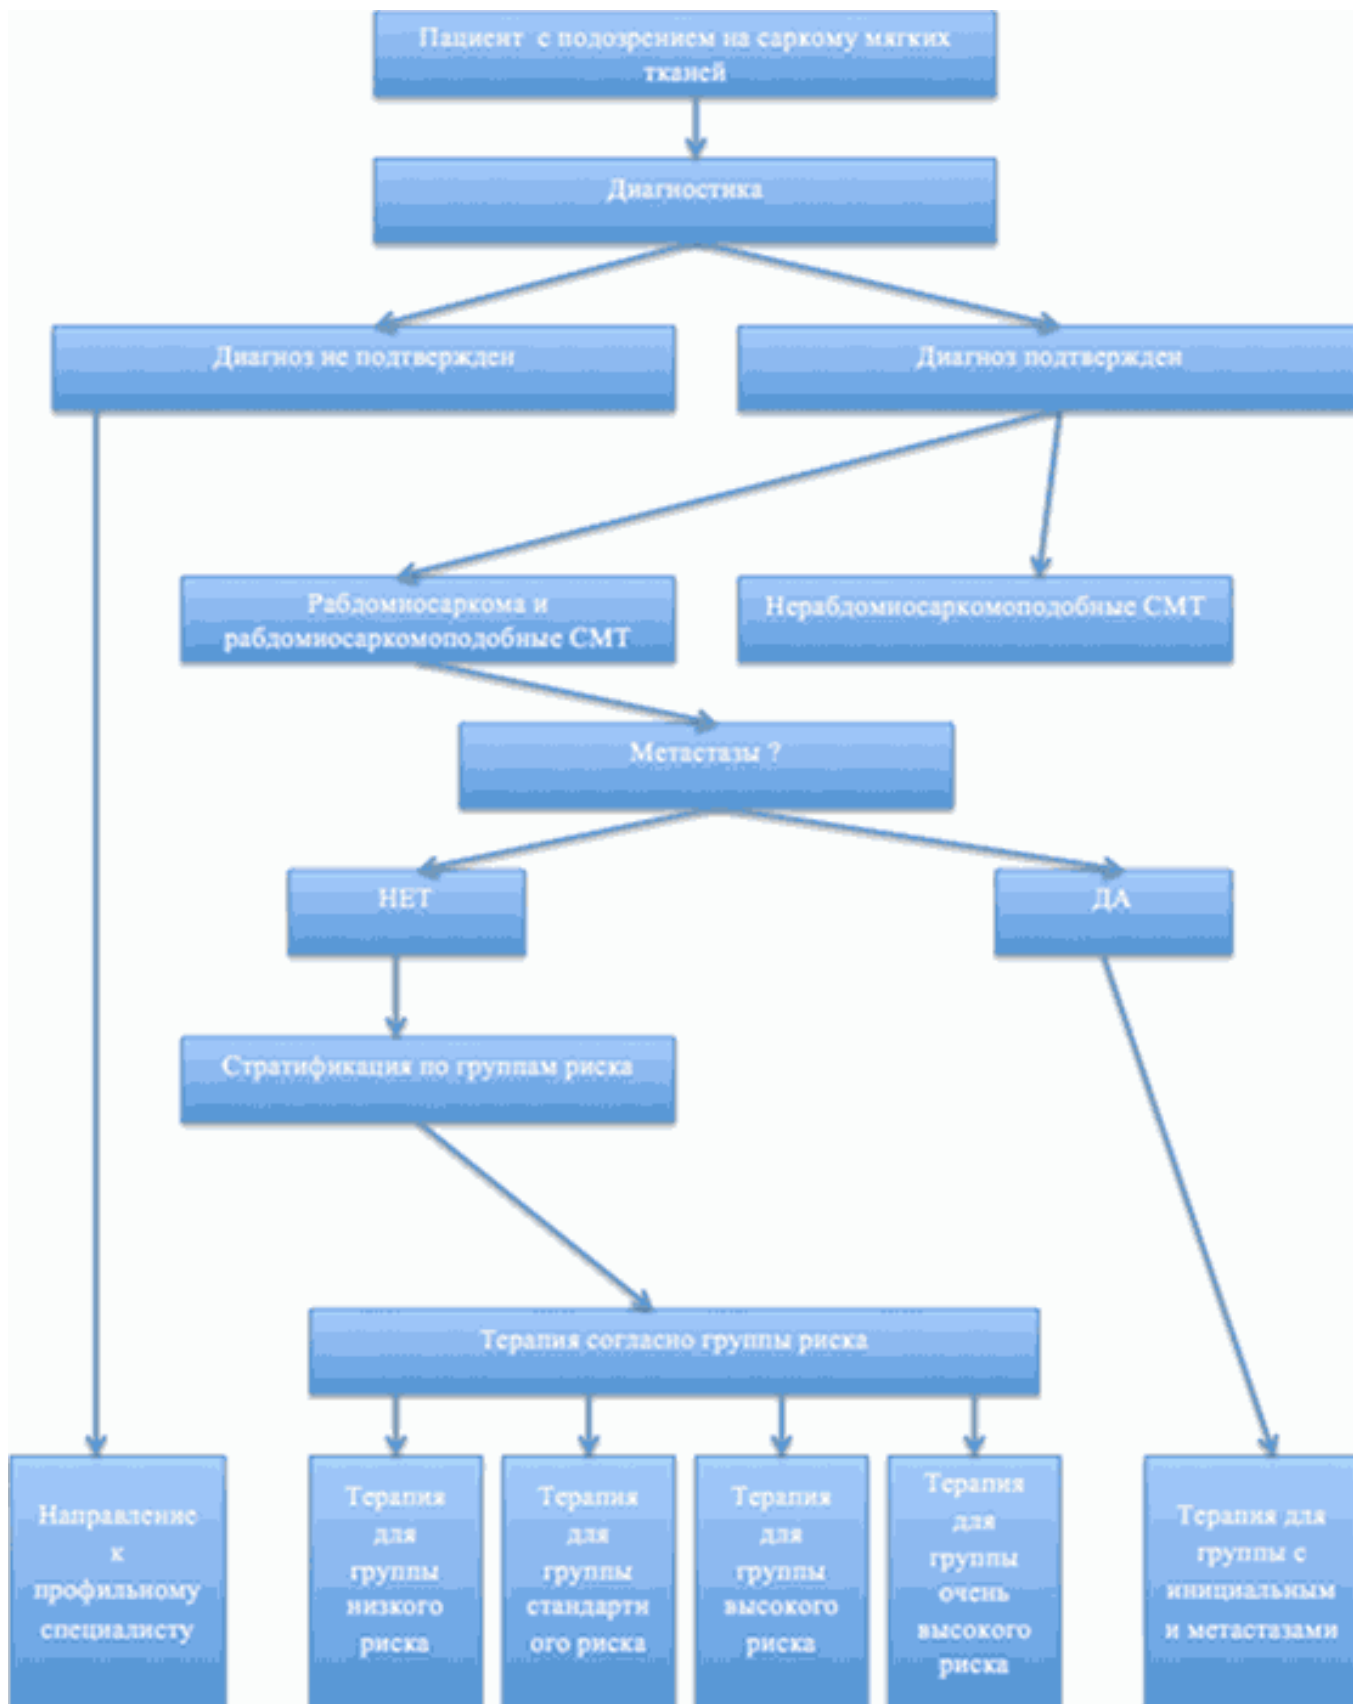 Пациент с подозрением на саркому мягких
тканей
Диагностика
Диагноз не подтвержден
Диагноз подтвержден
Рабдомиосаркома и
рабдомиосаркомоподобные СМТ
Нерабдомиосаркомоподобные СМТ
Метастазы ?
НЕТ
ДА
Стратификация по группам риска
Терапия согласно группы риска
Направление
к
профильному
специалисту
Терапия
для
группы
низкого
риска
Терапия
для
группы
стандартн
ого риска
Терапия
для
группы
высокого
риска
Терапия
для
группы
очень
высокого
риска
Терапия для
группы с
инициальным
и метастазами